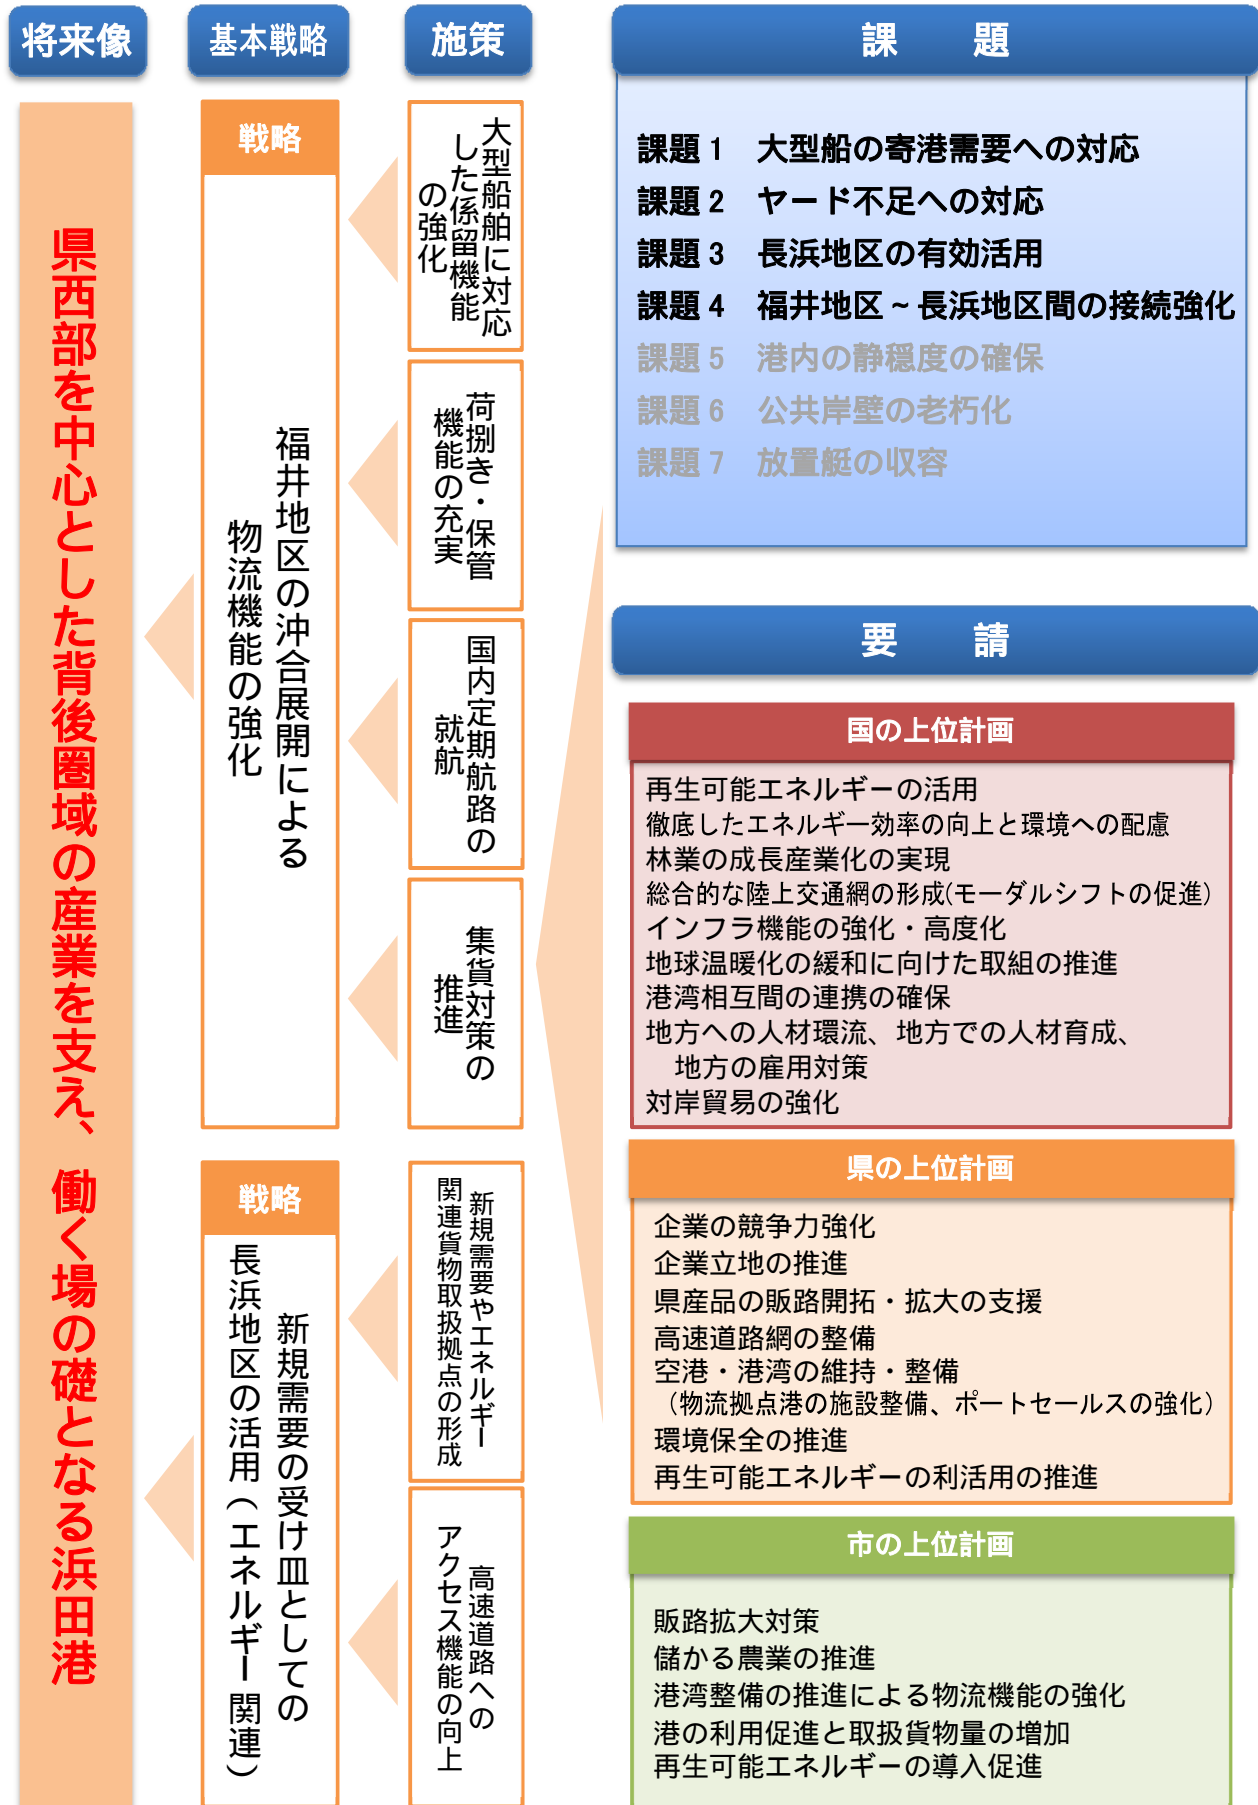 将来像
基本戦略
施策
課　題
県西部を中心とした背後圏域の産業を支え、働く場の礎となる浜田港
戦略
福井地区の沖合展開による
物流機能の強化
戦略
新規需要の受け皿としての
長浜地区の活用（エネルギー関連）
大型船舶に対応
した係留機能
の強化
荷捌き・保管
機能の充実
国内定期航路の
就航
集貨対策の
推進
新規需要やエネルギー
関連貨物取扱拠点の形成
高速道路への
アクセス機能の向上
課題1　大型船の寄港需要への対応
課題2　ヤード不足への対応
課題3　長浜地区の有効活用
課題4　福井地区～長浜地区間の接続強化
課題5　港内の静穏度の確保
課題6　公共岸壁の老朽化
課題7　放置艇の収容
要　請
国の上位計画
再生可能エネルギーの活用
徹底したエネルギー効率の向上と環境への配慮
林業の成長産業化の実現
総合的な陸上交通網の形成(モーダルシフトの促進)
インフラ機能の強化・高度化
地球温暖化の緩和に向けた取組の推進
港湾相互間の連携の確保
地方への人材環流、地方での人材育成、
地方の雇用対策
対岸貿易の強化
県の上位計画
企業の競争力強化
企業立地の推進
県産品の販路開拓・拡大の支援
高速道路網の整備
空港・港湾の維持・整備
（物流拠点港の施設整備、ポートセールスの強化）
環境保全の推進
再生可能エネルギーの利活用の推進
市の上位計画
販路拡大対策
儲かる農業の推進
港湾整備の推進による物流機能の強化
港の利用促進と取扱貨物量の増加
再生可能エネルギーの導入促進